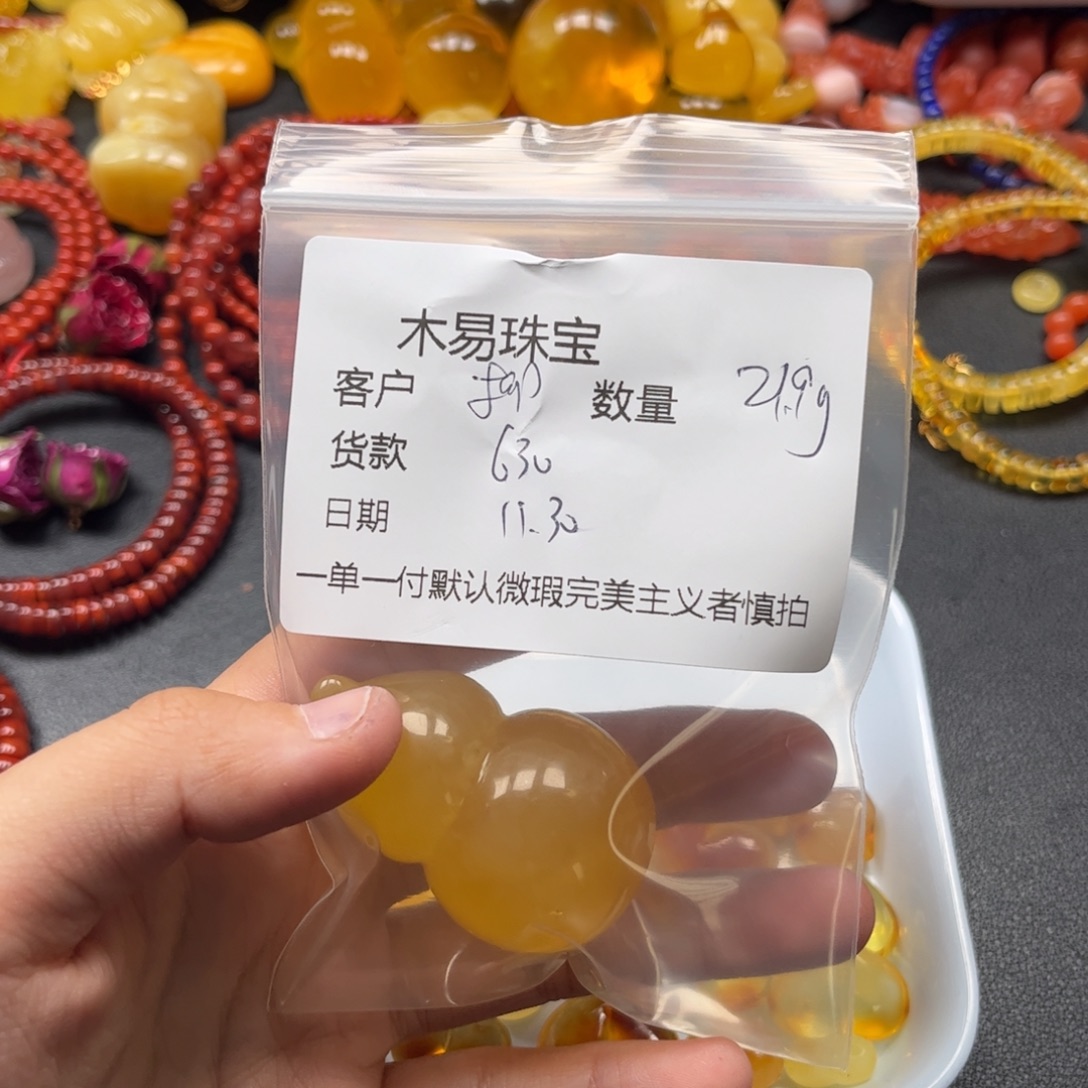 木易珠宝
客户 数量 21.9g
货款 630
日期 11.30
一单一付默认微瑕完美主义者慎拍